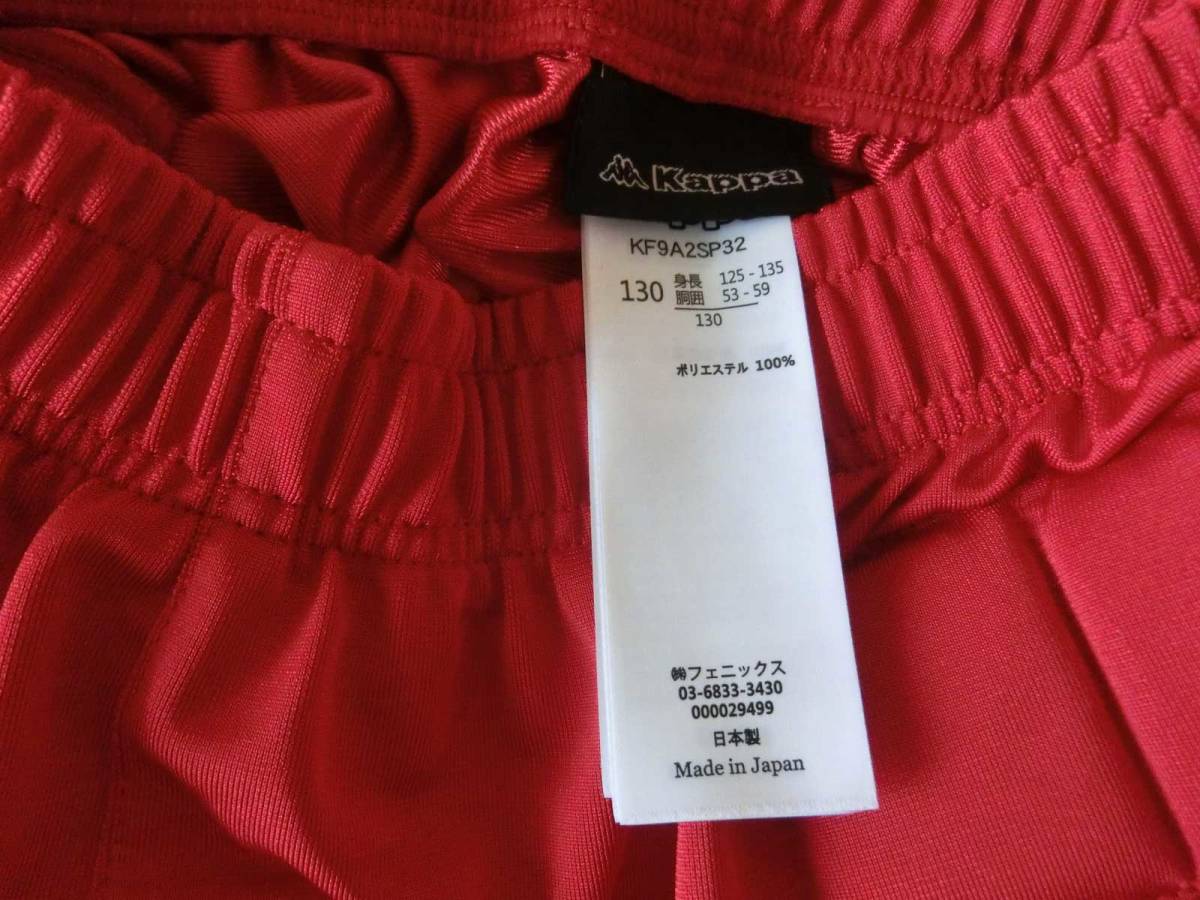 Kappa
KF9A2SP32
130 身長 125 - 135
胴囲 53 - 59
130
ポリエステル 100%
㈱フェニックス
03-6833-3430
000029499
日本製
Made in Japan